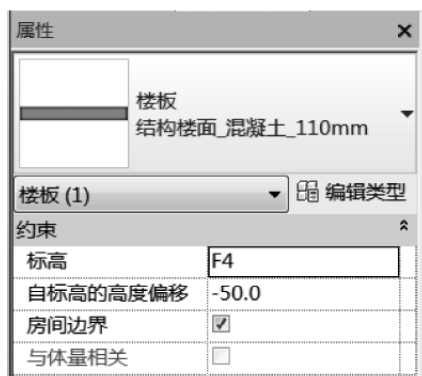 属性
楼板
结构楼面_混凝土_110mm
楼板 (1)
编辑类型
约束
标高 F4
自标高的高度偏移 -50.0
房间边界
与体量相关